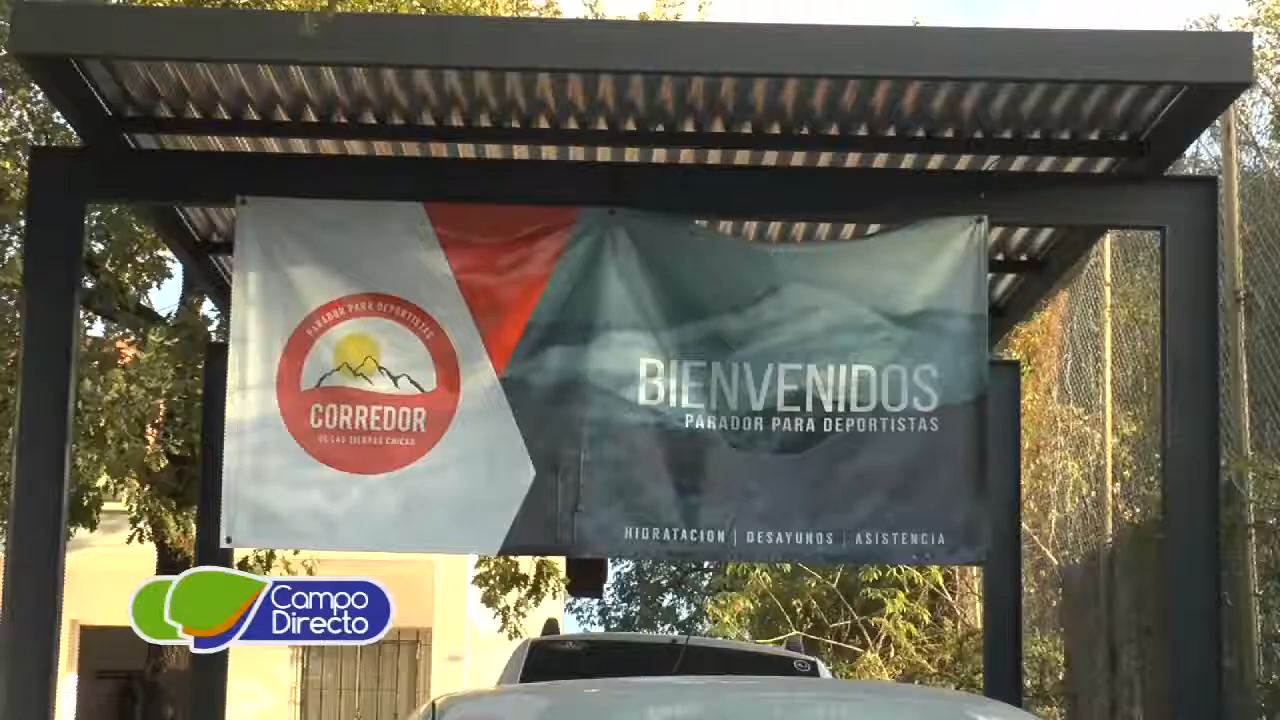 PARADOR PARA DEPORTISTAS
CORREDOR
DE LAS SIERRAS CHICAS
BIENVENIDOS
PARADOR PARA DEPORTISTAS
HIDRATACION | DESAYUNOS | ASISTENCIA
Campo
Directo